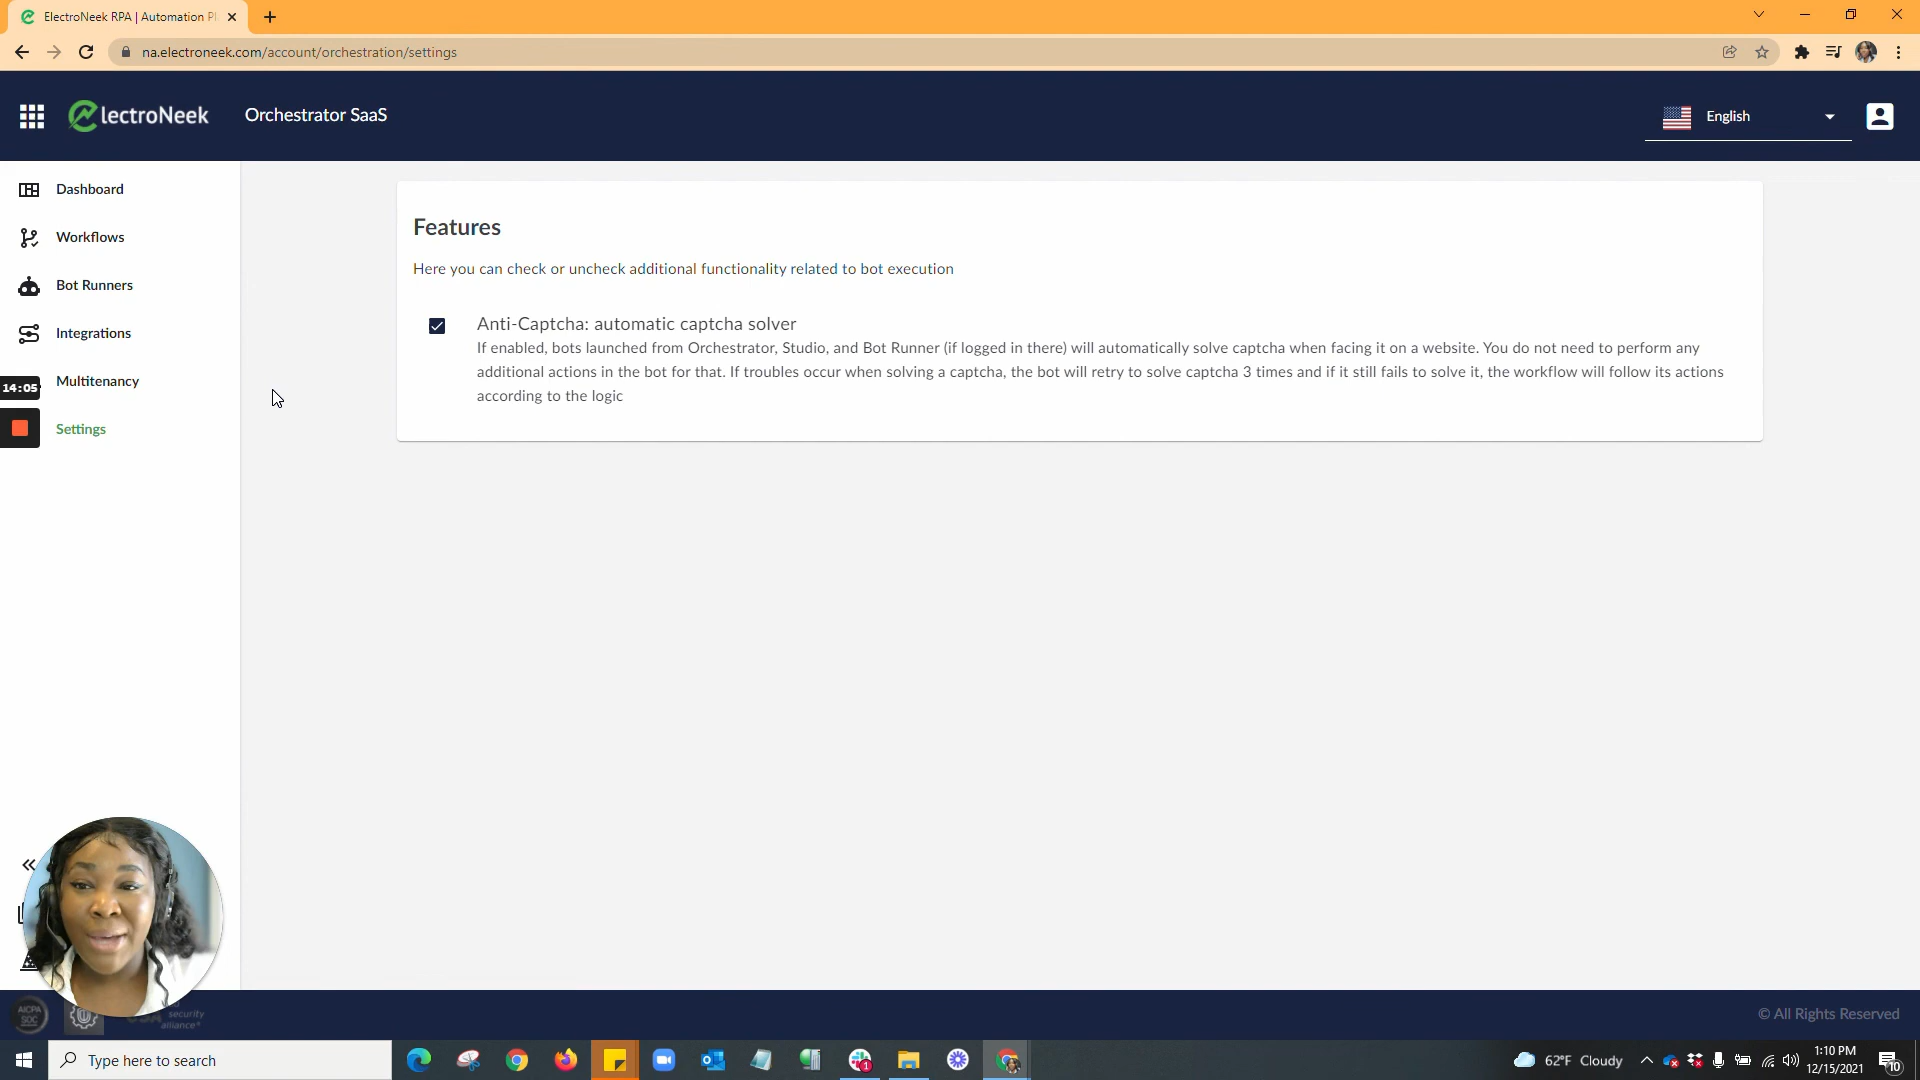 ElectroNeek RPA | Automation Pl
na.electroneek.com/account/orchestration/settings
lectroNeek
Orchestrator SaaS
English
Dashboard
Workflows
Bot Runners
Integrations
Multitenancy
Settings
14:05
Features
Here you can check or uncheck additional functionality related to bot execution
Anti-Captcha: automatic captcha solver
If enabled, bots launched from Orchestrator, Studio, and Bot Runner (if logged in there) will automatically solve captcha when facing it on a website. You do not need to perform any
additional actions in the bot for that. If troubles occur when solving a captcha, the bot will retry to solve captcha 3 times and if it still fails to solve it, the workflow will follow its actions
according to the logic
AICPA
SOC
security
alliance
© All Rights Reserved
Type here to search
1
62°F Cloudy
1:10 PM
12/15/2021
10